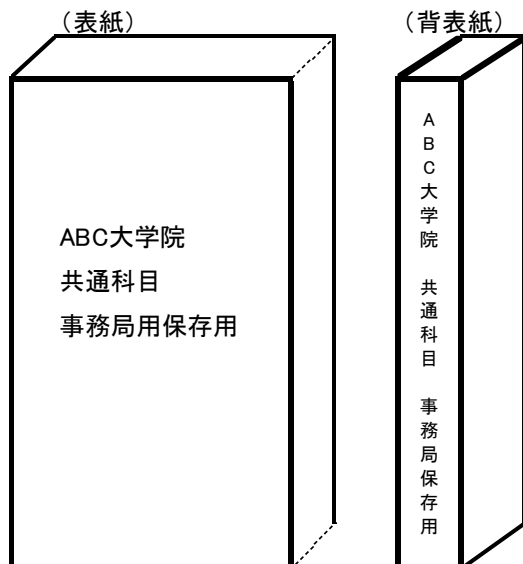 (表紙)
ABC大学院
共通科目
事務局用保存用
(背表紙)
ABC大学院 共通科目 事務局保存用